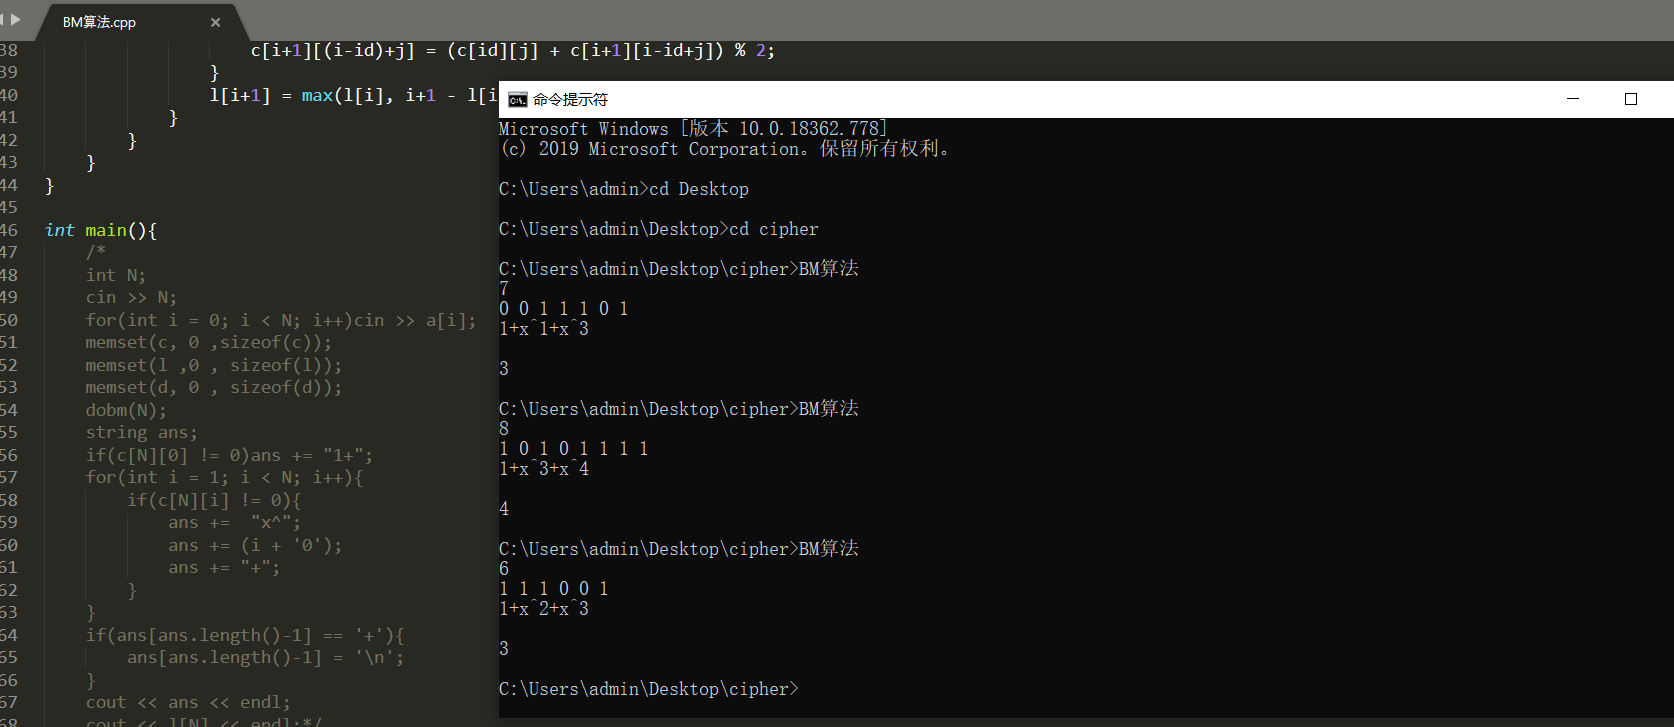 BM算法.cpp
38 c[i+1][(i-id)+j] = (c[id][j] + c[i+1][i-id+j]) % 2;
39 }
40 l[i+1] = max(l[i], i+1 - l[i
41 }
42 }
43 }
44 }
45
46 int main(){
47 /*
48 int N;
49 cin >> N;
50 for(int i = 0; i < N; i++)cin >> a[i];
51 memset(c, 0 ,sizeof(c));
52 memset(l ,0 , sizeof(l));
53 memset(d, 0 , sizeof(d));
54 dobm(N);
55 string ans;
56 if(c[N][0] != 0)ans += "1+";
57 for(int i = 1; i < N; i++){
58 if(c[N][i] != 0){
59 ans +=  "x^";
60 ans += (i + '0');
61 ans += "+";
62 }
63 }
64 if(ans[ans.length()-1] == '+'){
65 ans[ans.length()-1] = '\n';
66 }
67 cout << ans << endl;
68 cout << l[N] << endl;*/
命令提示符
Microsoft Windows [版本 10.0.18362.778]
(c) 2019 Microsoft Corporation。保留所有权利。
C:\Users\admin>cd Desktop
C:\Users\admin\Desktop>cd cipher
C:\Users\admin\Desktop\cipher>BM算法
7
0 0 1 1 1 0 1
1+x^1+x^3
3
C:\Users\admin\Desktop\cipher>BM算法
8
1 0 1 0 1 1 1 1
1+x^3+x^4
4
C:\Users\admin\Desktop\cipher>BM算法
6
1 1 1 0 0 1
1+x^2+x^3
3
C:\Users\admin\Desktop\cipher>